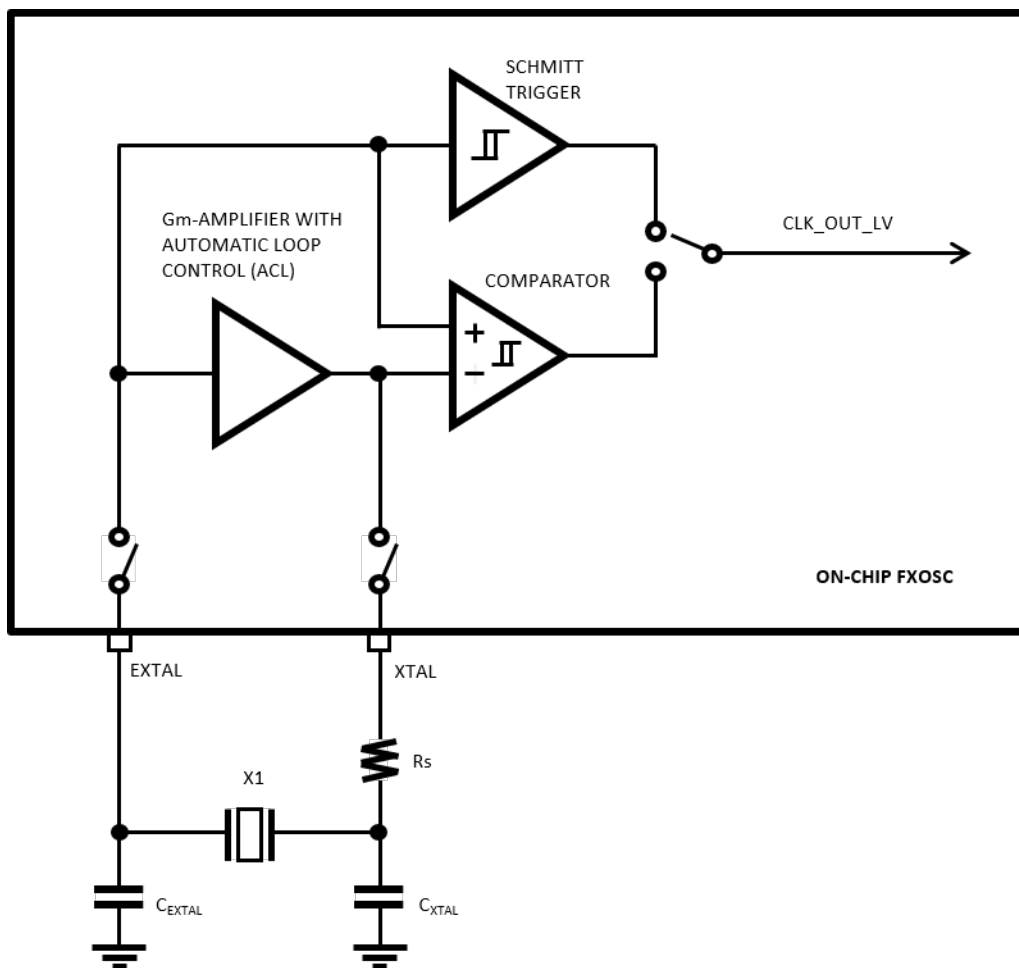 SCHMITT
TRIGGER
Gm-AMPLIFIER WITH
AUTOMATIC LOOP
CONTROL (ACL)
CLK_OUT_LV
COMPARATOR
+
−
ON-CHIP FXOSC
EXTAL
XTAL
Rs
X1
CEXTAL
CXTAL